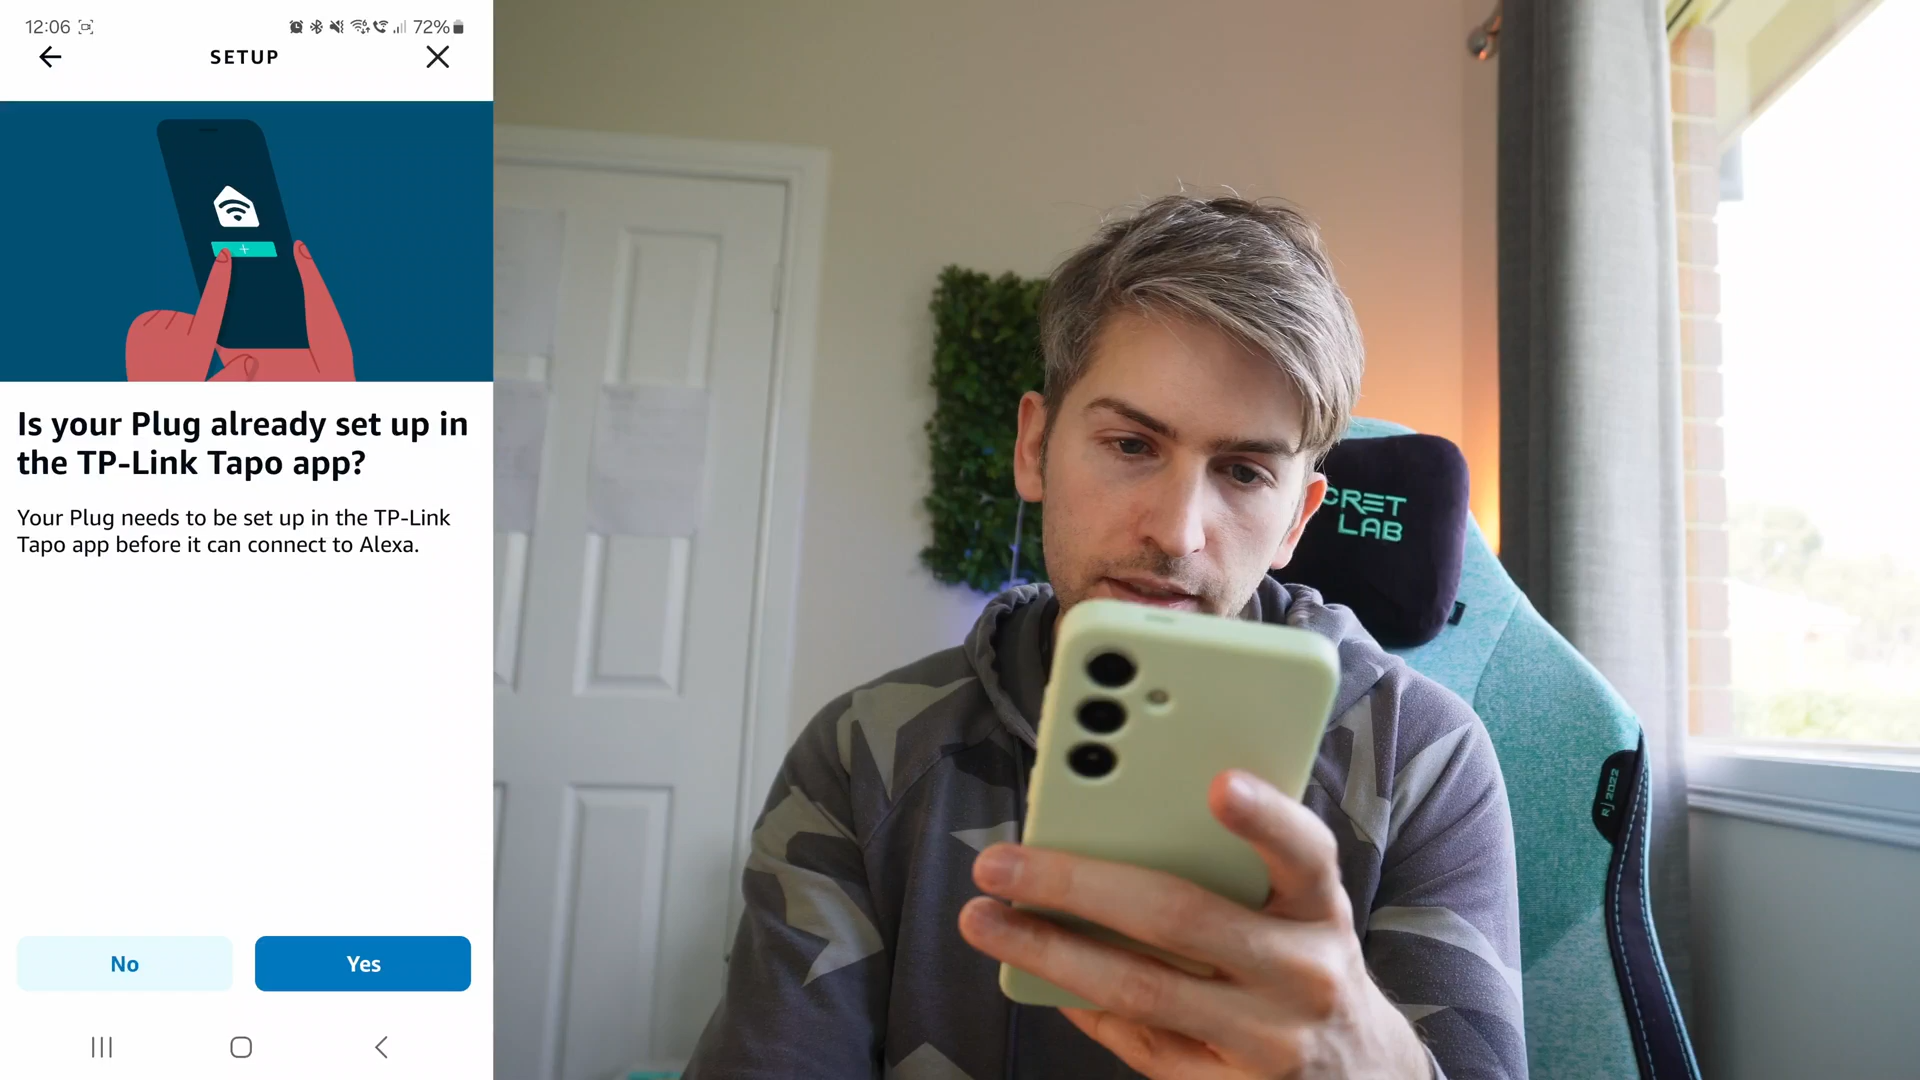 12:06
72%
SETUP
Is your Plug already set up in
the TP-Link Tapo app?
Your Plug needs to be set up in the TP-Link
Tapo app before it can connect to Alexa.
No
Yes
CRET
LAB
R/2022